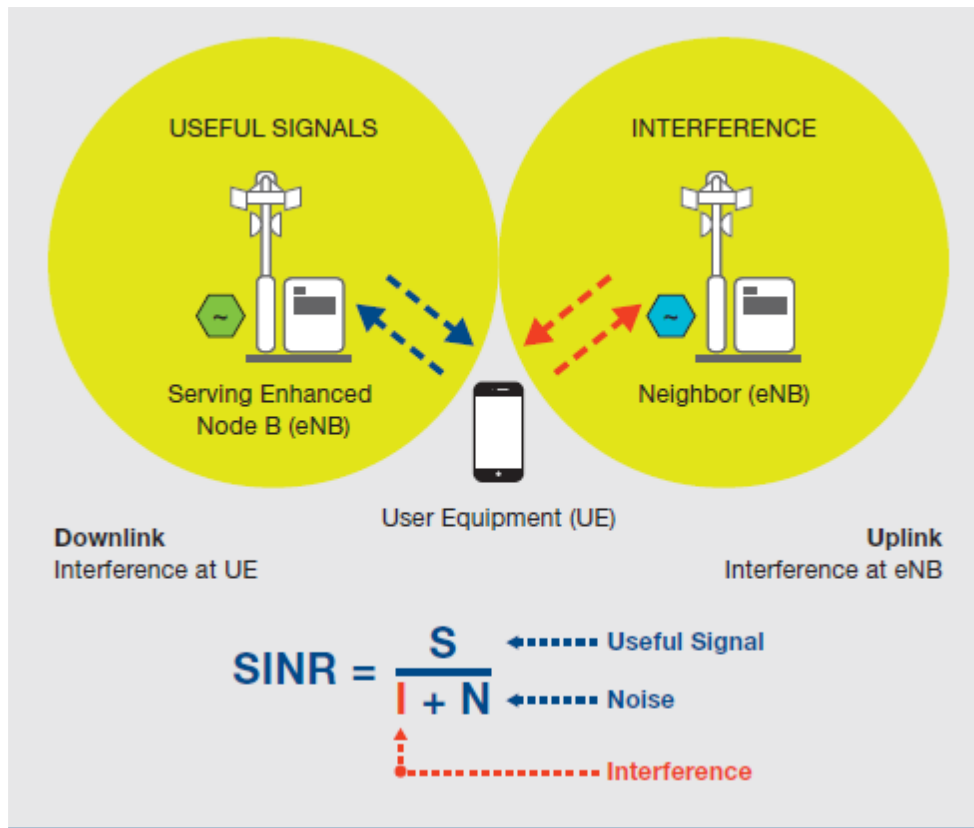 USEFUL SIGNALS
INTERFERENCE
~
~
Serving Enhanced
Node B (eNB)
Neighbor (eNB)
User Equipment (UE)
Downlink
Interference at UE
Uplink
Interference at eNB
SINR = S
I + N
Useful Signal
Noise
Interference